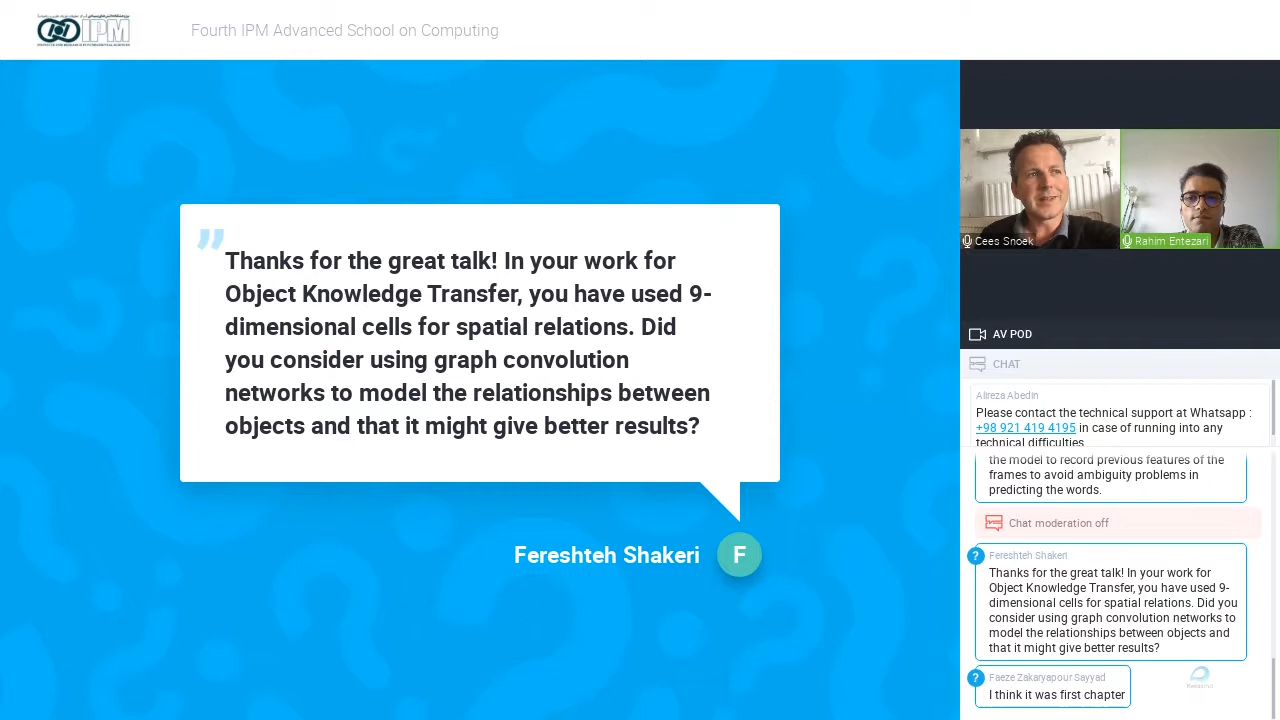 IPM
INSTITUTE FOR RESEARCH IN FUNDAMENTAL SCIENCES
Fourth IPM Advanced School on Computing
”
Thanks for the great talk! In your work for
Object Knowledge Transfer, you have used 9-
dimensional cells for spatial relations. Did
you consider using graph convolution
networks to model the relationships between
objects and that it might give better results?
Fereshteh Shakeri F
Cees Snoek
Rahim Entezari
AV POD
CHAT
Alireza Abedin
Please contact the technical support at Whatsapp :
+98 921 419 4195 in case of running into any
technical difficulties
the model to record previous features of the
frames to avoid ambiguity problems in
predicting the words.
Chat moderation off
?
Fereshteh Shakeri
Thanks for the great talk! In your work for
Object Knowledge Transfer, you have used 9-
dimensional cells for spatial relations. Did you
consider using graph convolution networks to
model the relationships between objects and
that it might give better results?
?
Faeze Zakaryapour Sayyad
I think it was first chapter